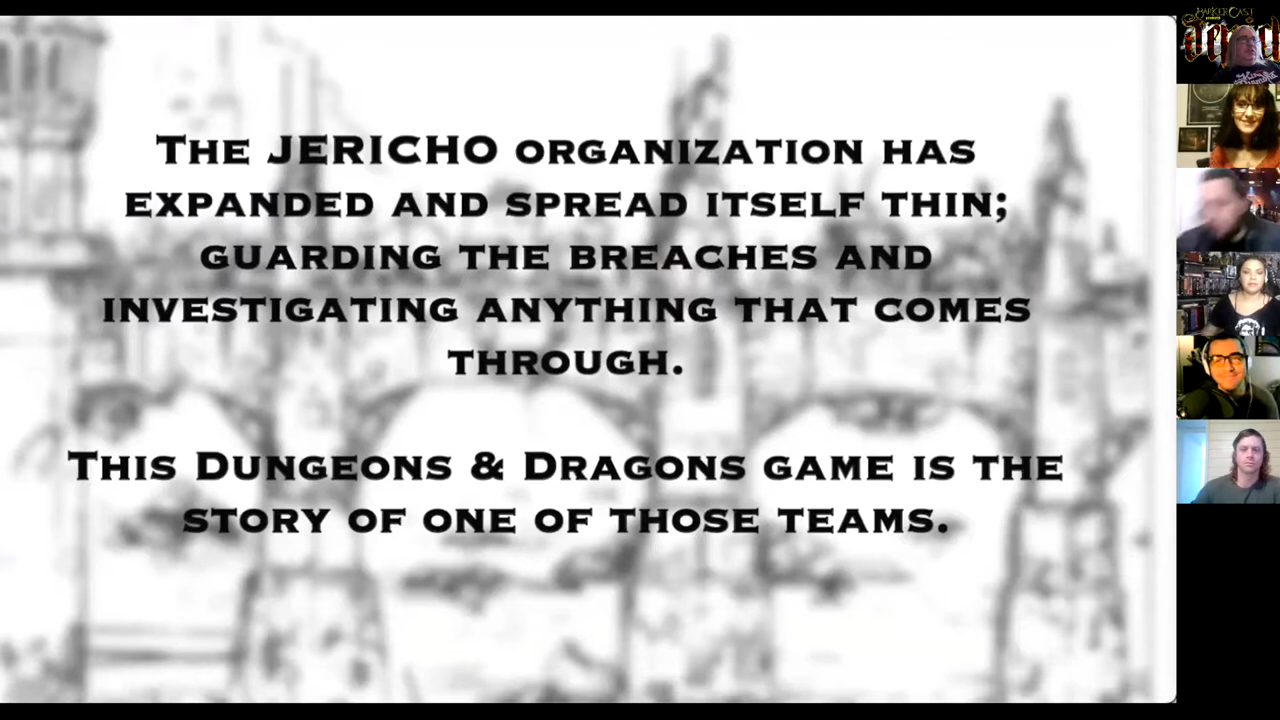 The JERICHO organization has
expanded and spread itself thin;
guarding the breaches and
investigating anything that comes
through.
This Dungeons & Dragons game is the
story of one of those teams.
BARKERCAST